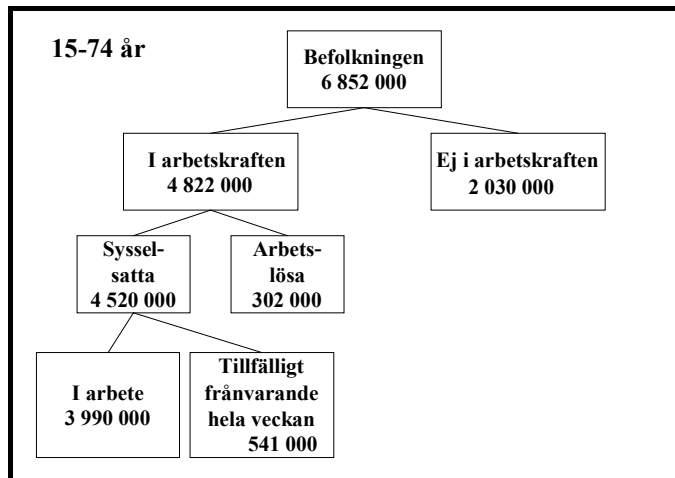 15-74 år
Befolkningen
6 852 000
I arbetskraften
4 822 000
Ej i arbetskraften
2 030 000
Syssel-
satta
4 520 000
Arbets-
lösa
302 000
I arbete
3 990 000
Tillfälligt
frånvarande
hela veckan
541 000